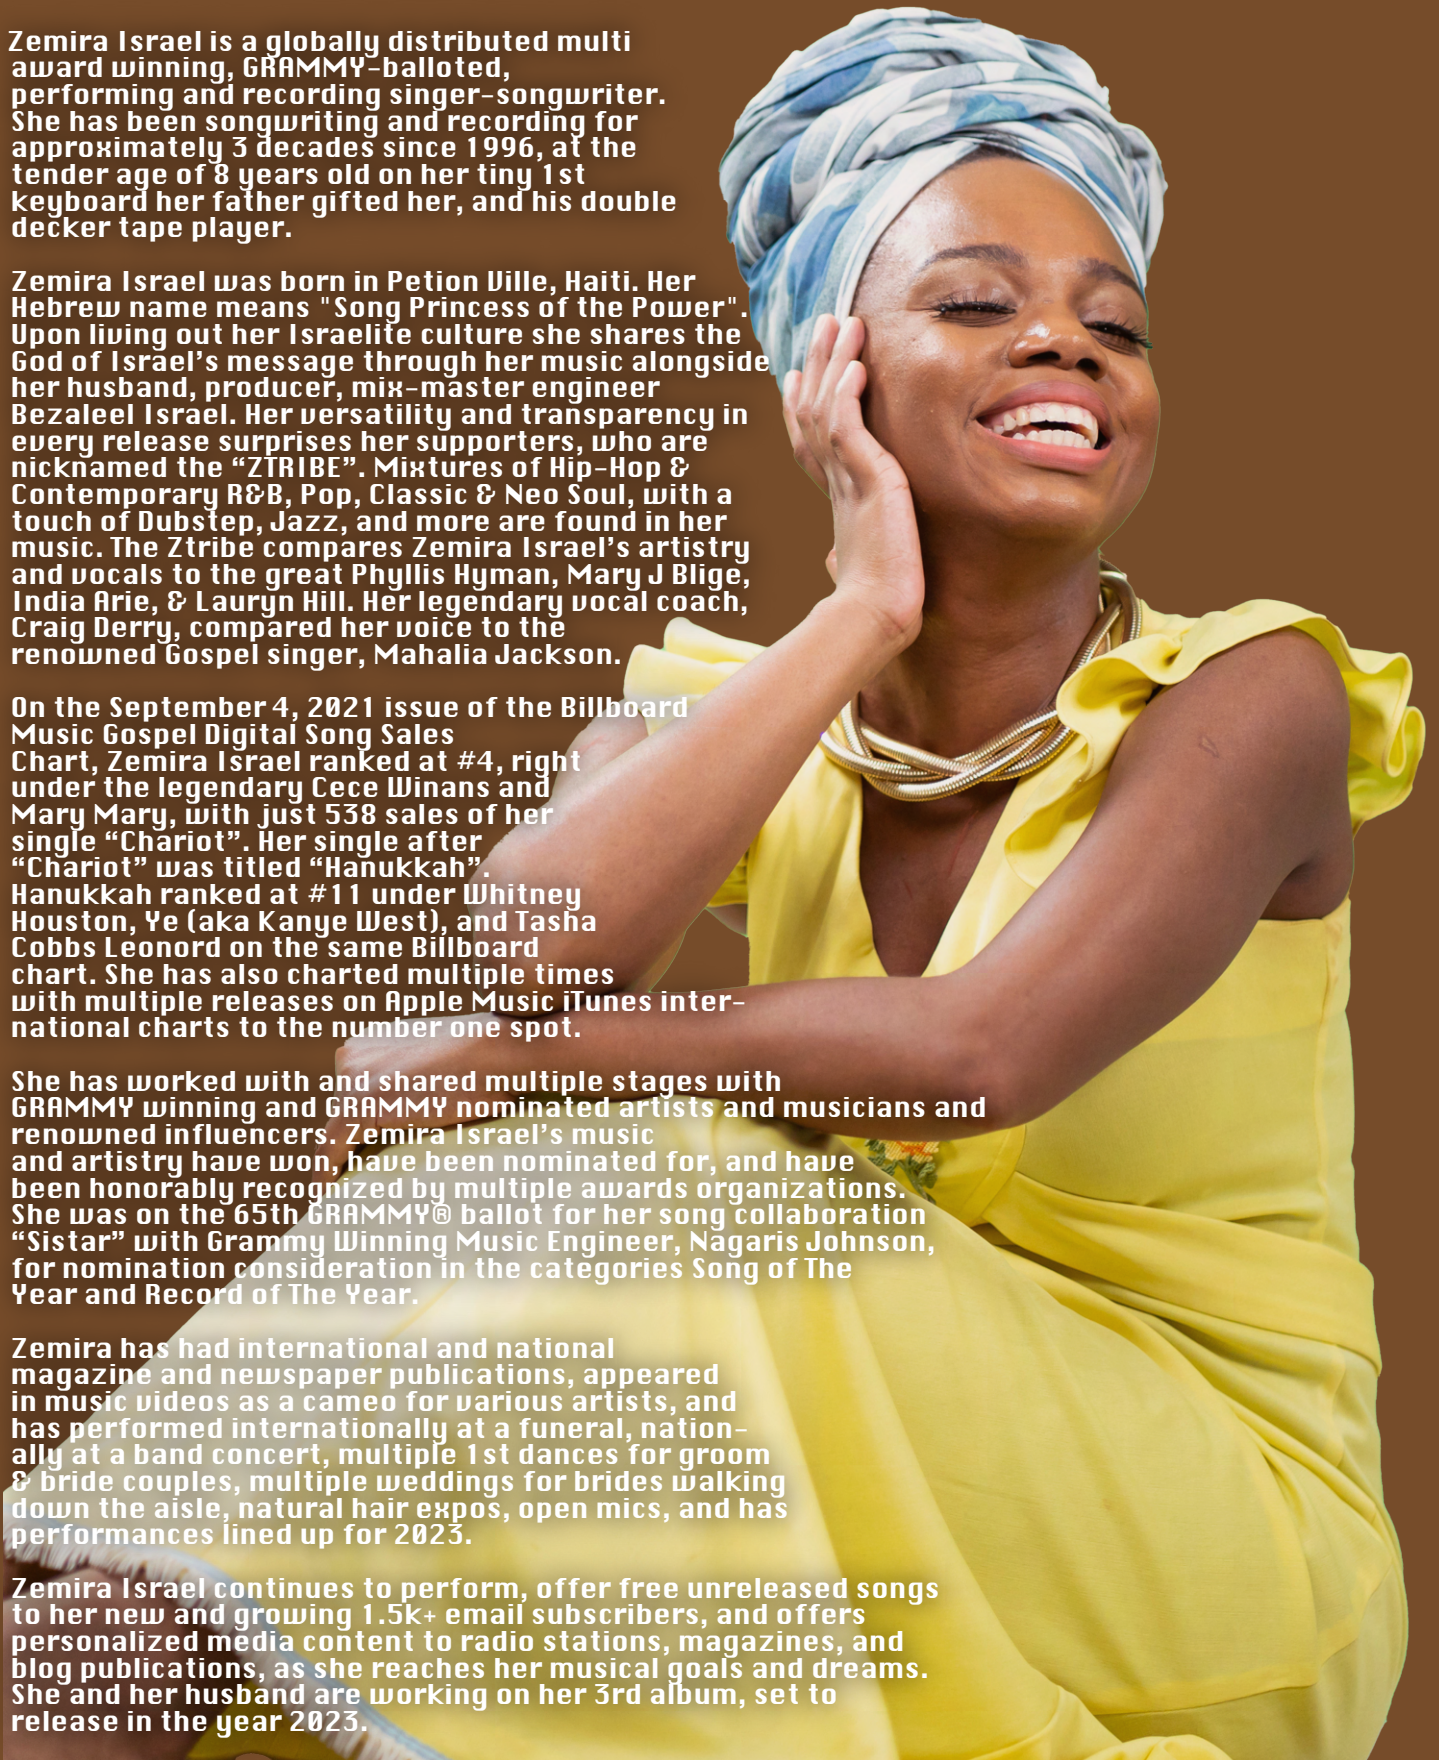 Zemira Israel is a globally distributed multi
award winning, GRAMMY-balloted,
performing and recording singer-songwriter.
She has been songwriting and recording for
approximately 3 decades since 1996, at the
tender age of 8 years old on her tiny 1st
keyboard her father gifted her, and his double
decker tape player.
Zemira Israel was born in Petion Ville, Haiti. Her
Hebrew name means "Song Princess of the Power".
Upon living out her Israelite culture she shares the
God of Israel’s message through her music alongside
her husband, producer, mix-master engineer
Bezaleel Israel. Her versatility and transparency in
every release surprises her supporters, who are
nicknamed the “ZTRIBE”. Mixtures of Hip-Hop &
Contemporary R&B, Pop, Classic & Neo Soul, with a
touch of Dubstep, Jazz, and more are found in her
music. The Ztribe compares Zemira Israel’s artistry
and vocals to the great Phyllis Hyman, Mary J Blige,
India Arie, & Lauryn Hill. Her legendary vocal coach,
Craig Derry, compared her voice to the
renowned Gospel singer, Mahalia Jackson.
On the September 4, 2021 issue of the Billboard
Music Gospel Digital Song Sales
Chart, Zemira Israel ranked at #4, right
under the legendary Cece Winans and
Mary Mary, with just 538 sales of her
single “Chariot”. Her single after
“Chariot” was titled “Hanukkah”.
Hanukkah ranked at #11 under Whitney
Houston, Ye (aka Kanye West), and Tasha
Cobbs Leonord on the same Billboard
chart. She has also charted multiple times
with multiple releases on Apple Music iTunes inter-
national charts to the number one spot.
She has worked with and shared multiple stages with
GRAMMY winning and GRAMMY nominated artists and musicians and
renowned influencers. Zemira Israel’s music
and artistry have won, have been nominated for, and have
been honorably recognized by multiple awards organizations.
She was on the 65th GRAMMY® ballot for her song collaboration
“Sistar” with Grammy Winning Music Engineer, Nagaris Johnson,
for nomination consideration in the categories Song of The
Year and Record of The Year.
Zemira has had international and national
magazine and newspaper publications, appeared
in music videos as a cameo for various artists, and
has performed internationally at a funeral, nation-
ally at a band concert, multiple 1st dances for groom
& bride couples, multiple weddings for brides walking
down the aisle, natural hair expos, open mics, and has
performances lined up for 2023.
Zemira Israel continues to perform, offer free unreleased songs
to her new and growing 1.5k+ email subscribers, and offers
personalized media content to radio stations, magazines, and
blog publications, as she reaches her musical goals and dreams.
She and her husband are working on her 3rd album, set to
release in the year 2023.